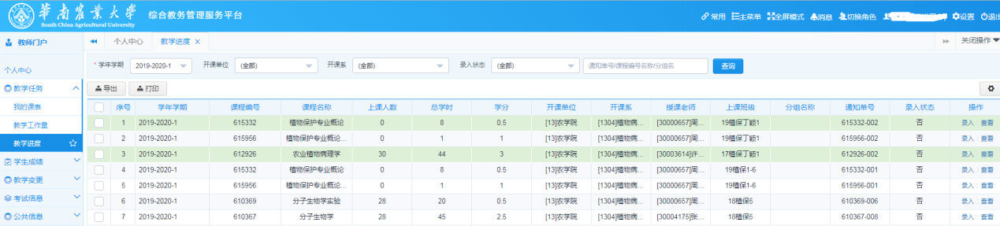 華南農業大學 South China Agricultural University 综合教务管理服务平台 常用 主菜单 全屏模式 消息 切换角色 设置 退出
教师门户 个人中心 教学进度 × 关闭操作
个人中心
* 学年学期 2019-2020-1 开课单位 (全部) 开课系 (全部) 录入状态 (全部) 通知单号/课程编号名称/分组名 查询
教学任务
导出 打印
我的课表
教学工作量
教学进度
学生成绩
教学变更
考试信息
公共信息
序号 学年学期 课程编号 课程名称 上课人数 总学时 学分 开课单位 开课系 授课老师 上课班级 分组名称 通知单号 录入状态 操作
1 2019-2020-1 615332 植物保护专业概论 0 8 0.5 [13]农学院 [1304]植物病... [30000657]周... 19植保丁颖1 615332-002 否 录入 查看
2 2019-2020-1 615956 植物保护专业概论... 0 1 1 [13]农学院 [1304]植物病... [30000657]周... 19植保丁颖1 615956-002 否 录入 查看
3 2019-2020-1 612926 农业植物病理学 30 44 3 [13]农学院 [1304]植物病... [30003614]许... 17植保丁颖1 612926-002 否 录入 查看
4 2019-2020-1 615332 植物保护专业概论 0 8 0.5 [13]农学院 [1304]植物病... [30000657]周... 19植保1-6 615332-001 否 录入 查看
5 2019-2020-1 615956 植物保护专业概论... 0 1 1 [13]农学院 [1304]植物病... [30000657]周... 19植保1-6 615956-001 否 录入 查看
6 2019-2020-1 610369 分子生物学实验 28 20 0.5 [13]农学院 [1304]植物病... [30000657]周... 18植保5 610369-006 否 录入 查看
7 2019-2020-1 610367 分子生物学 28 45 2.5 [13]农学院 [1304]植物病... [30004175]张... 18植保5 610367-008 否 录入 查看